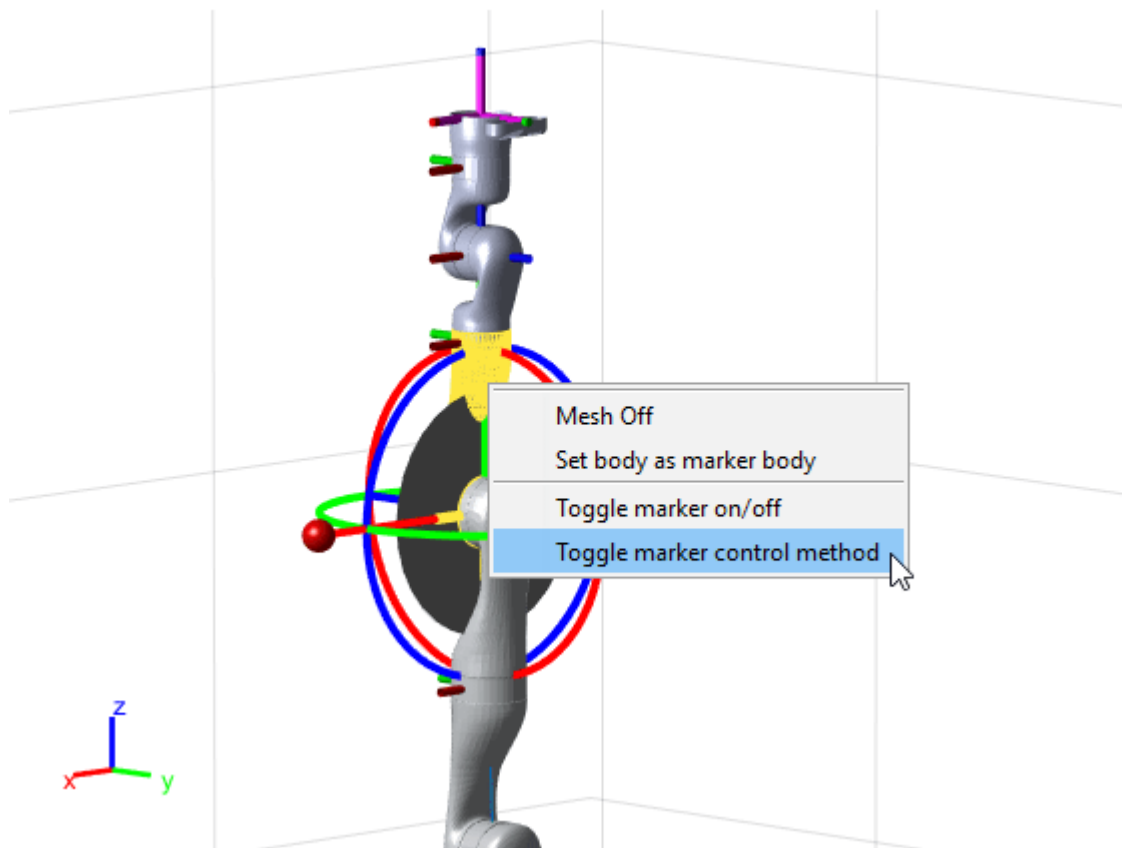 Mesh Off
Set body as marker body
Toggle marker on/off
Toggle marker control method
z
x
y